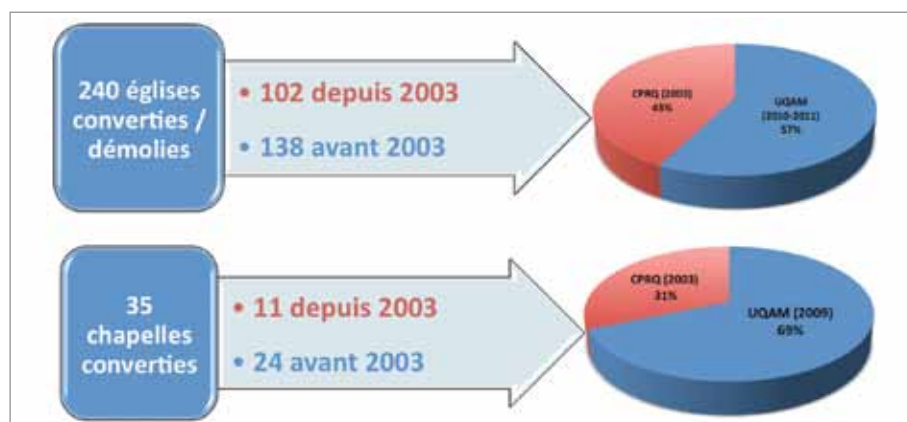 240 églises
converties /
démolies
• 102 depuis 2003
• 138 avant 2003
CPRQ (2003)
43%
UQAM
(2010-2011)
57%
35
chapelles
converties
• 11 depuis 2003
• 24 avant 2003
CPRQ (2003)
31%
UQAM (2009)
69%